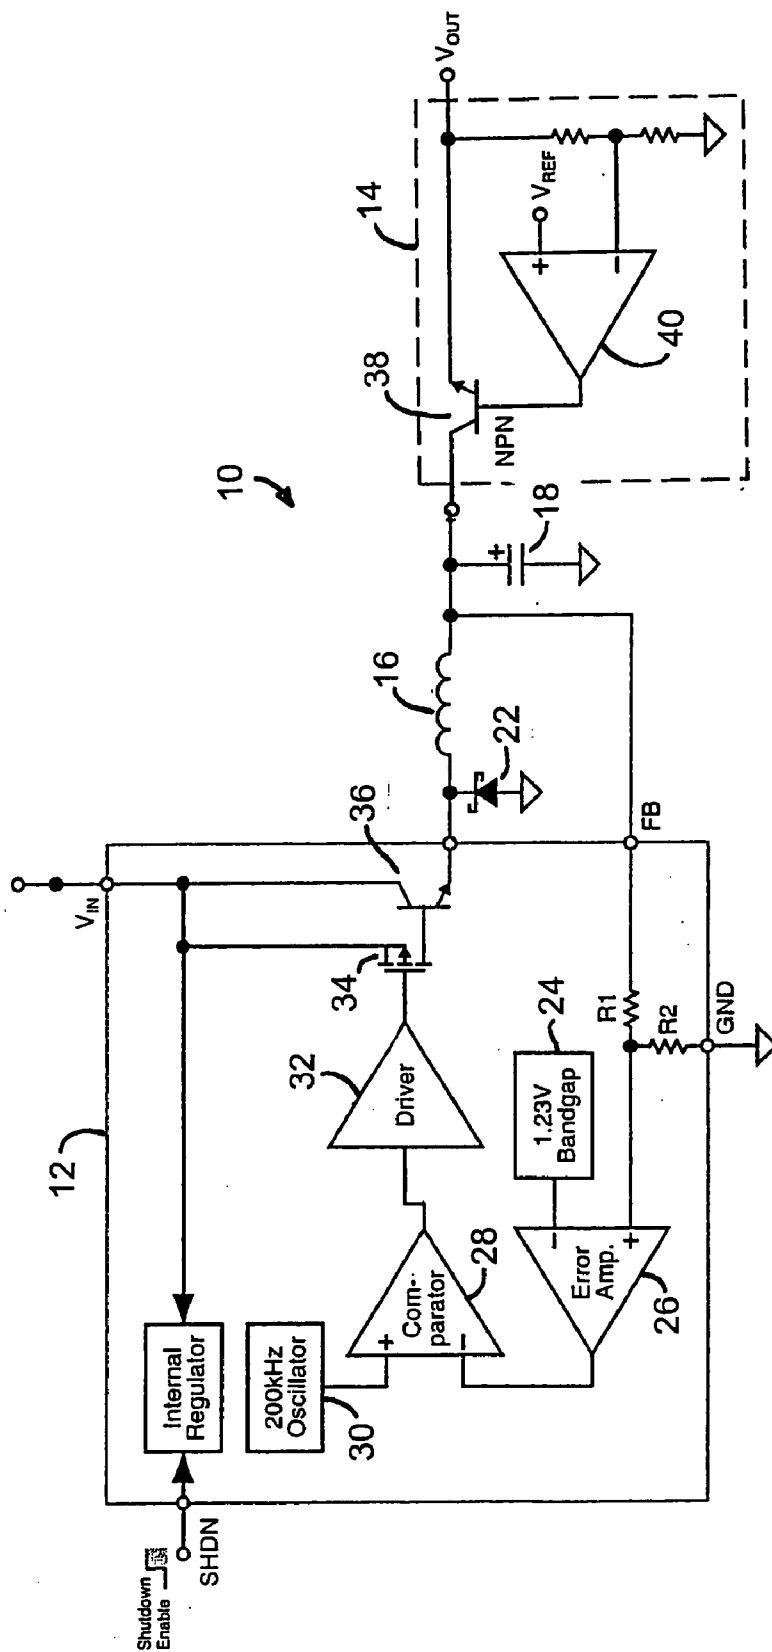 Shutdown
Enable
SHDN
Internal
Regulator
12
V_IN
200kHz
Oscillator
30
Com-
parator
+
−
28
32
Driver
34
36
Error
Amp.
−
+
26
1.23V
Bandgap
24
R1
R2
GND
FB
22
16
10
+
18
14
38
NPN
40
+
−
V_REF
V_OUT